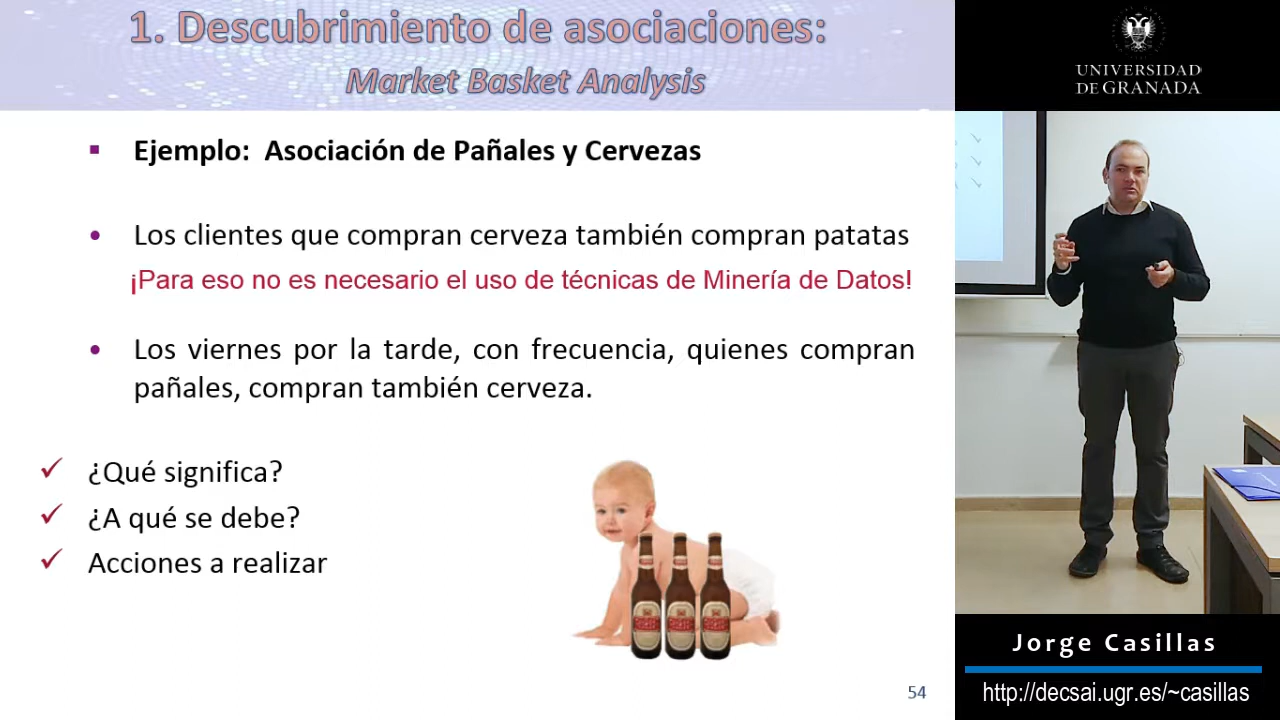 1. Descubrimiento de asociaciones:
Market Basket Analysis
Ejemplo: Asociación de Pañales y Cervezas
Los clientes que compran cerveza también compran patatas
¡Para eso no es necesario el uso de técnicas de Minería de Datos!
Los viernes por la tarde, con frecuencia, quienes compran
pañales, compran también cerveza.
¿Qué significa?
¿A qué se debe?
Acciones a realizar
54
UNIVERSIDAD
DE GRANADA
Jorge Casillas
http://decsai.ugr.es/~casillas